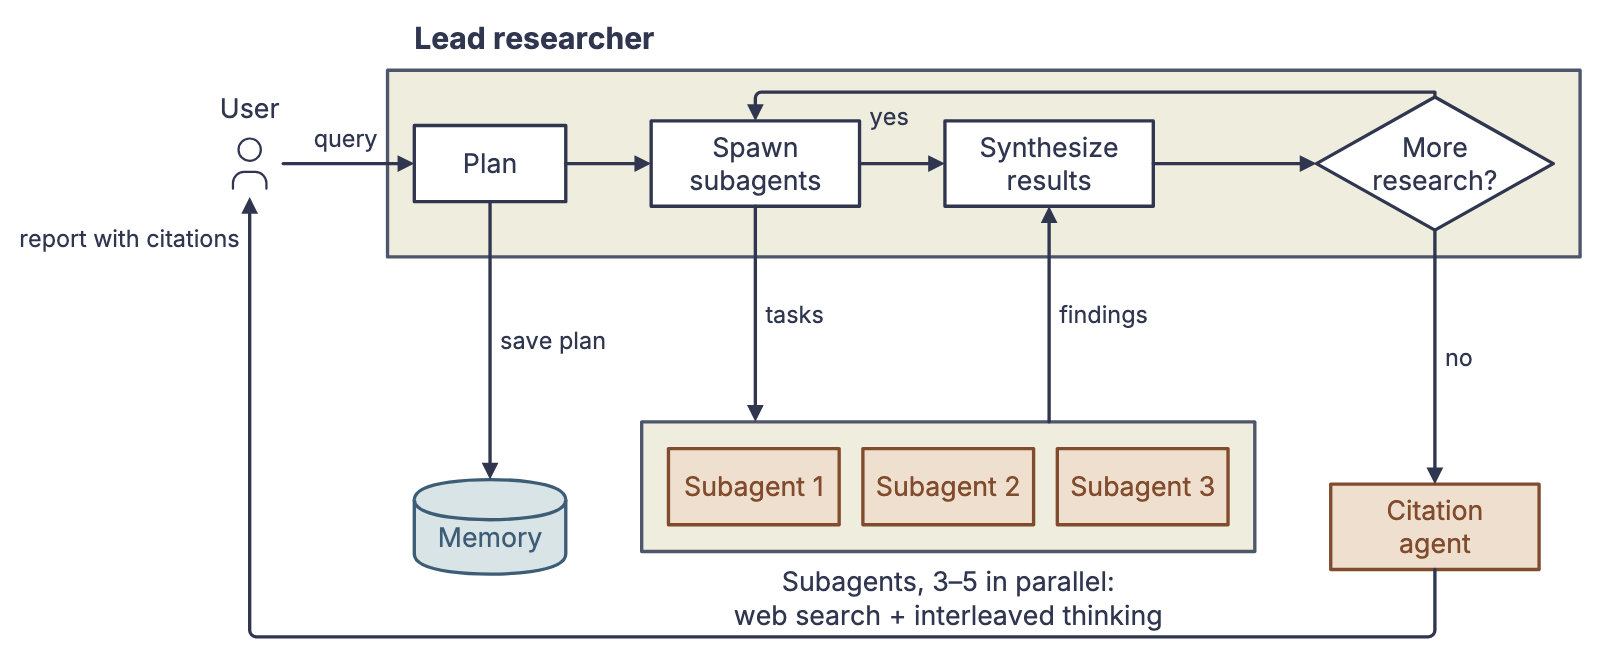 Lead researcher
User
query
Plan
Spawn
subagents
yes
Synthesize
results
More
research?
report with citations
save plan
tasks
findings
no
Memory
Subagent 1
Subagent 2
Subagent 3
Citation
agent
Subagents, 3–5 in parallel:
web search + interleaved thinking